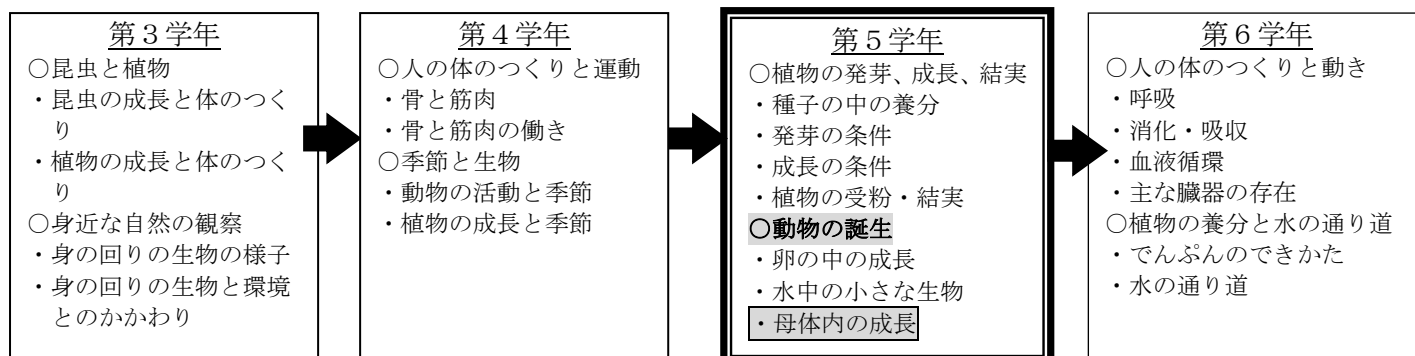 第３学年
○昆虫と植物
・昆虫の成長と体のつく
り
・植物の成長と体のつく
り
○身近な自然の観察
・身の回りの生物の様子
・身の回りの生物と環境
とのかかわり
第４学年
○人の体のつくりと運動
・骨と筋肉
・骨と筋肉の働き
○季節と生物
・動物の活動と季節
・植物の成長と季節
第５学年
○植物の発芽、成長、結実
・種子の中の養分
・発芽の条件
・成長の条件
・植物の受粉・結実
○動物の誕生
・卵の中の成長
・水中の小さな生物
・母体内の成長
第６学年
○人の体のつくりと動き
・呼吸
・消化・吸収
・血液循環
・主な臓器の存在
○植物の養分と水の通り道
・でんぷんのできかた
・水の通り道